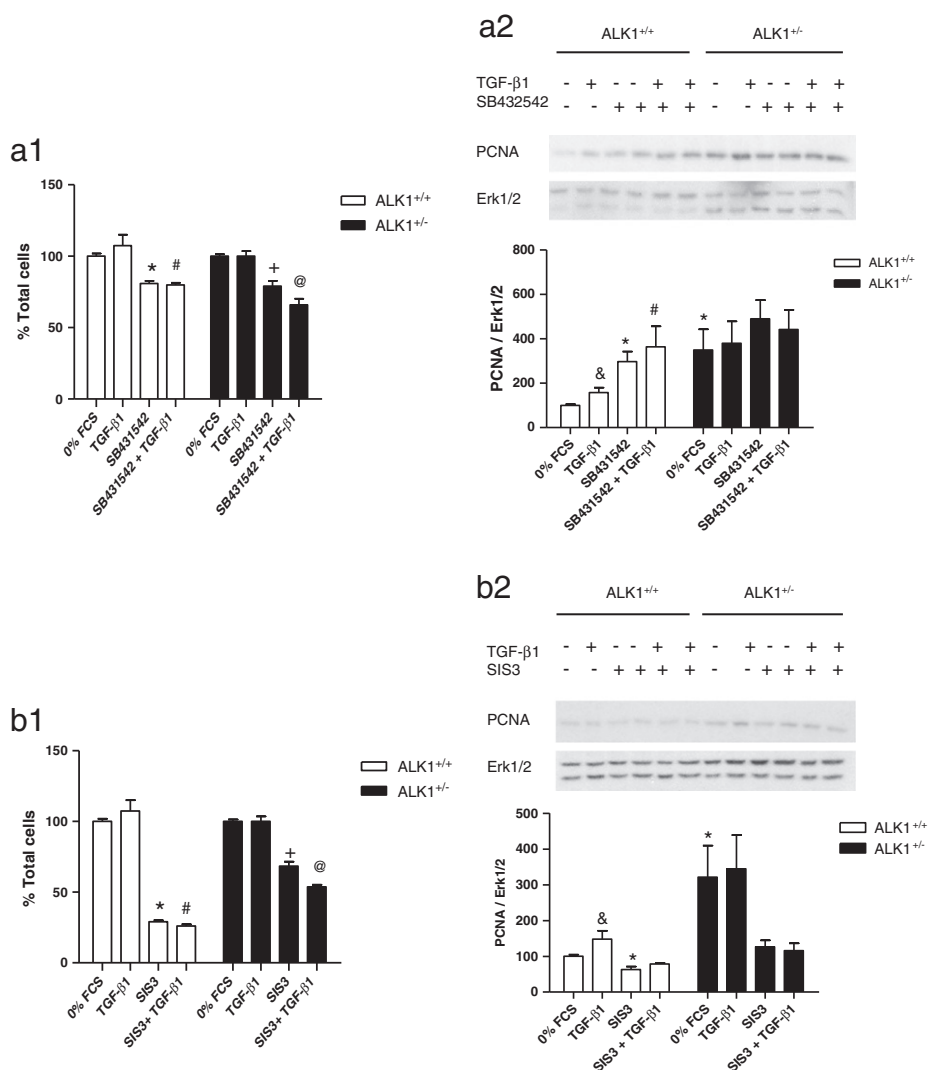 a1
150
100
50
0
% Total cells
ALK1+/+
ALK1+/-
*
#
+
@
0% FCS
TGF-β1
SB431542
SB431542 + TGF-β1
0% FCS
TGF-β1
SB431542
SB431542 + TGF-β1
a2
ALK1+/+
ALK1+/-
TGF-β1 - + - - + + - + - - + +
SB432542 - - + + + + - - + + + +
PCNA
Erk1/2
800
600
400
200
0
PCNA / Erk1/2
ALK1+/+
ALK1+/-
&
*
#
*
0% FCS
TGF-β1
SB431542
SB431542 + TGF-β1
0% FCS
TGF-β1
SB431542
SB431542 + TGF-β1
b1
150
100
50
0
% Total cells
ALK1+/+
ALK1+/-
*
#
+
@
0% FCS
TGF-β1
SIS3
SIS3+ TGF-β1
0% FCS
TGF-β1
SIS3
SIS3+ TGF-β1
b2
ALK1+/+
ALK1+/-
TGF-β1 - + - - + + - + - - + +
SIS3 - - + + + + - - + + + +
PCNA
Erk1/2
500
400
300
200
100
0
PCNA / Erk1/2
ALK1+/+
ALK1+/-
&
*
*
0% FCS
TGF-β1
SIS3
SIS3 + TGF-β1
0% FCS
TGF-β1
SIS3
SIS3 + TGF-β1